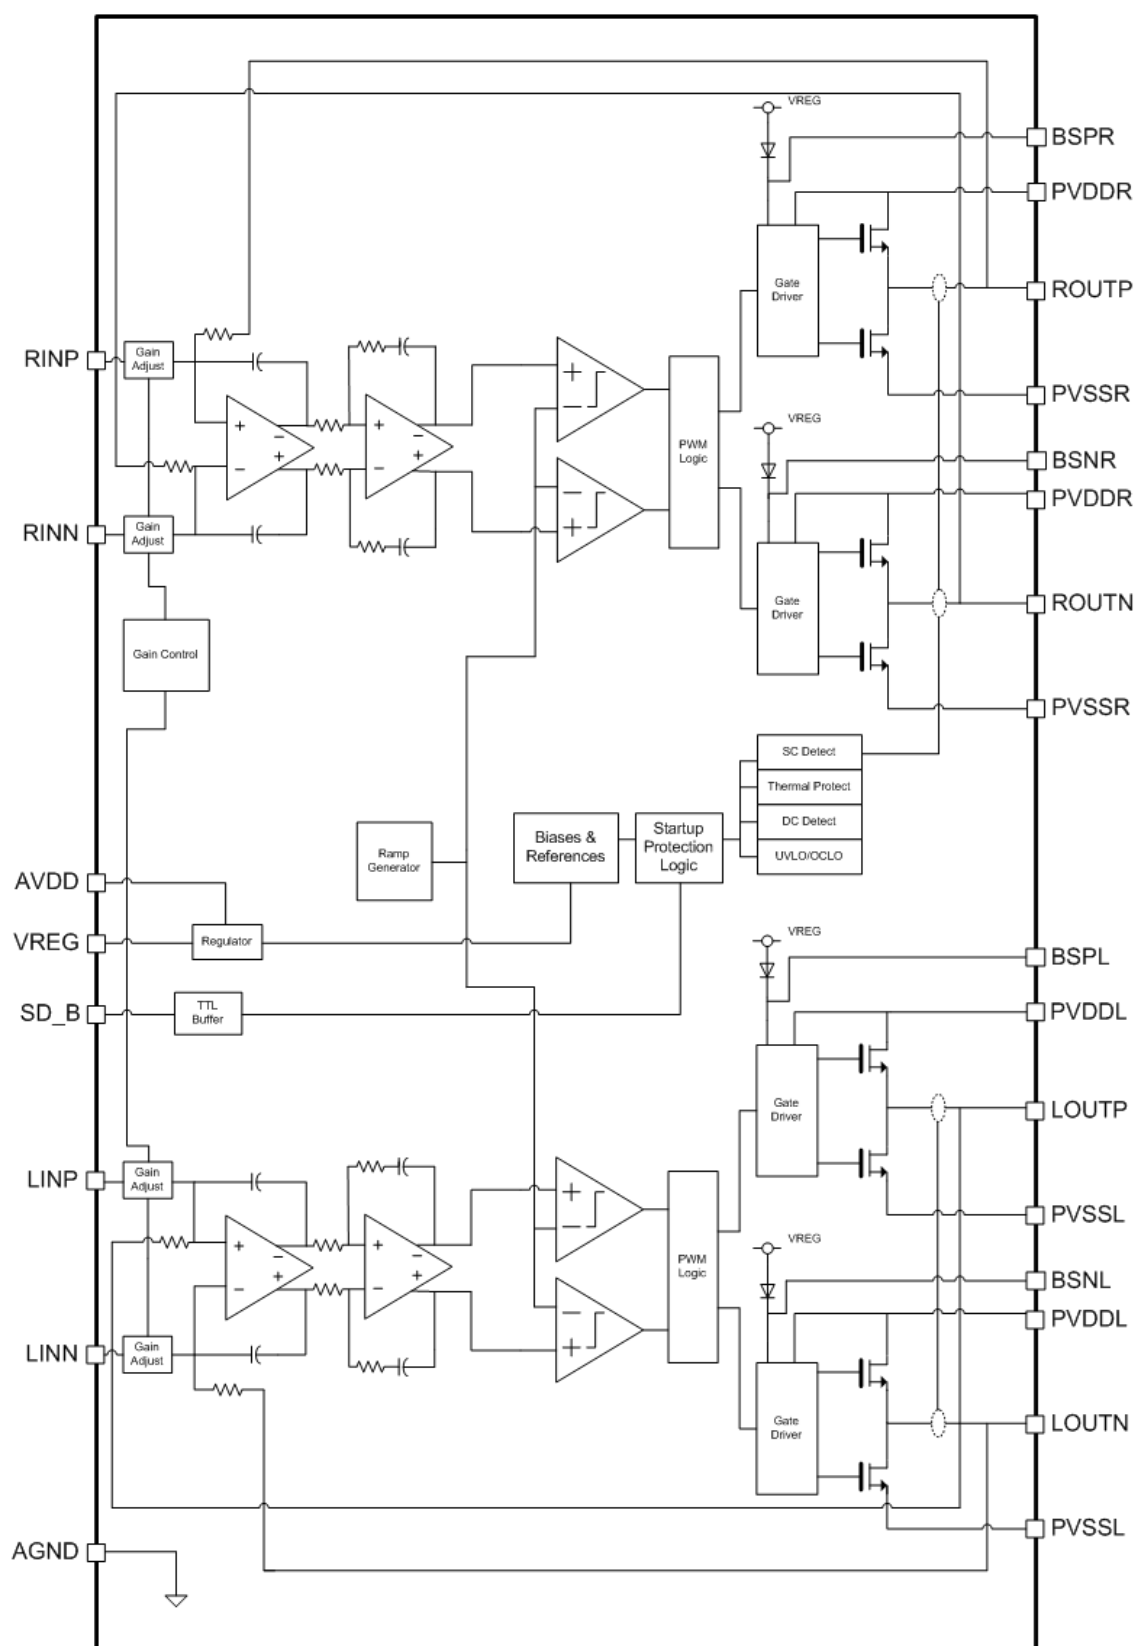 VREG
BSPR
PVDDR
Gate
Driver
ROUTP
RINP
Gain
Adjust
+
−
−
+
+
−
−
+
+
−
−
+
PWM
Logic
PVSSR
VREG
BSNR
PVDDR
RINN
Gain
Adjust
Gate
Driver
ROUTN
Gain Control
PVSSR
SC Detect
Thermal Protect
DC Detect
UVLO/OCLO
Biases &
References
Startup
Protection
Logic
Ramp
Generator
AVDD
VREG
Regulator
VREG
BSPL
SD_B
TTL
Buffer
PVDDL
Gate
Driver
LOUTP
LINP
Gain
Adjust
+
−
−
+
+
−
−
+
+
−
−
+
PWM
Logic
PVSSL
VREG
BSNL
PVDDL
LINN
Gain
Adjust
Gate
Driver
LOUTN
PVSSL
AGND